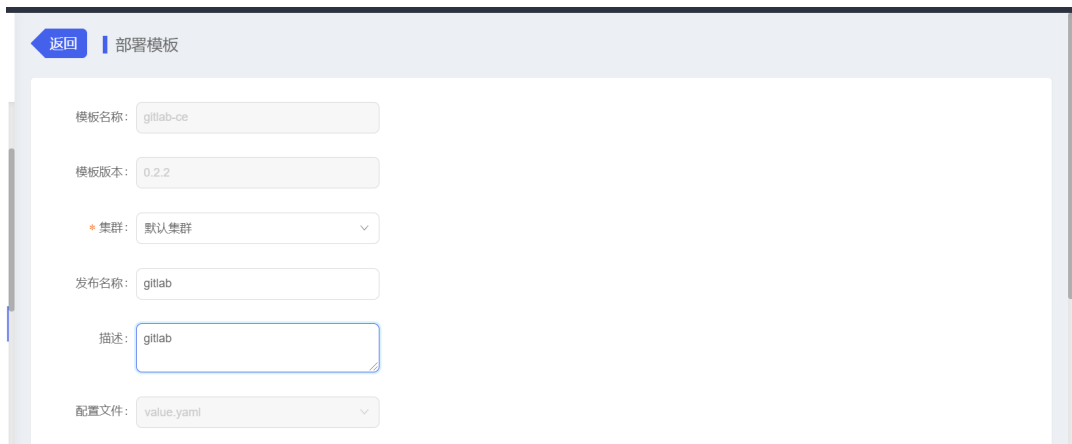 返回 部署模板
模板名称: gitlab-ce
模板版本: 0.2.2
* 集群: 默认集群
发布名称: gitlab
描述: gitlab
配置文件: value.yaml